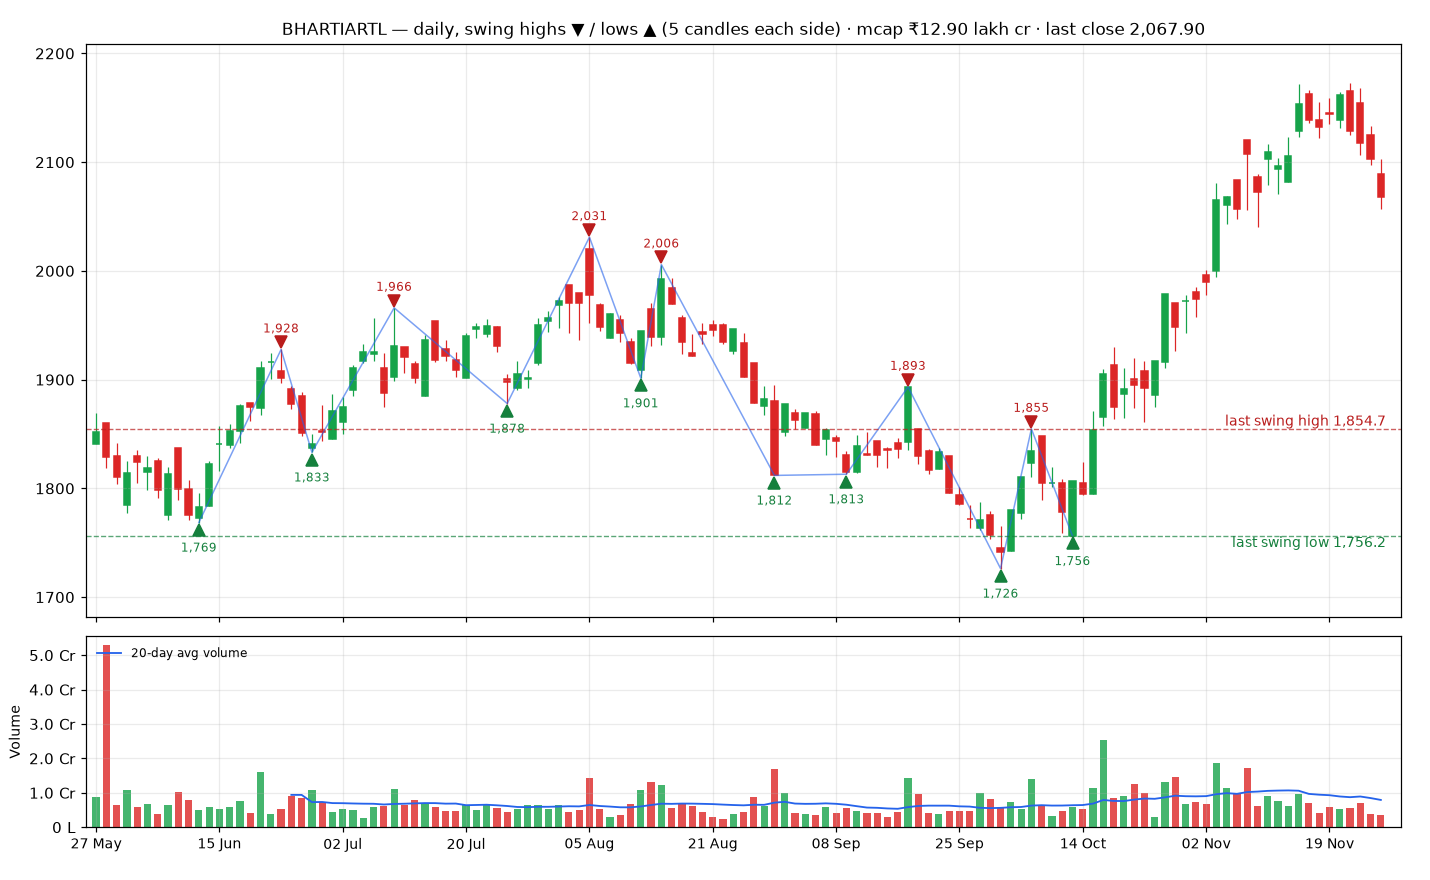 BHARTIARTL — daily, swing highs ▼ / lows ▲ (5 candles each side) · mcap ₹12.90 lakh cr · last close 2,067.90
2200
2100
2000
1900
1800
1700
2,031
2,006
1,966
1,928
1,893
1,855
last swing high 1,854.7
1,901
1,878
1,833
1,812
1,813
1,769
last swing low 1,756.2
1,756
1,726
Volume
5.0 Cr
4.0 Cr
3.0 Cr
2.0 Cr
1.0 Cr
0 L
20-day avg volume
27 May
15 Jun
02 Jul
20 Jul
05 Aug
21 Aug
08 Sep
25 Sep
14 Oct
02 Nov
19 Nov